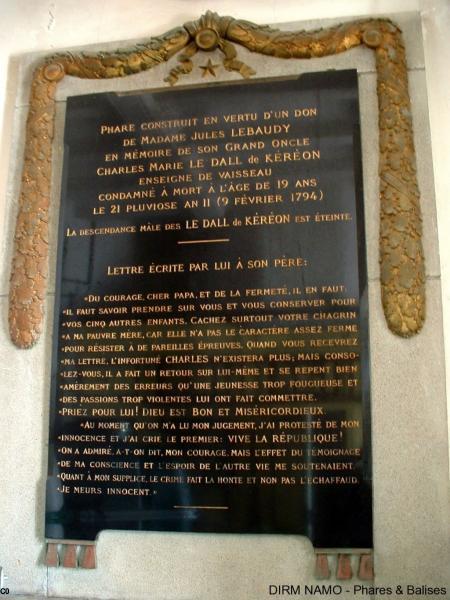 PHARE CONSTRUIT EN VERTU D'UN DON
DE MADAME JULES LEBAUDY
EN MÉMOIRE DE SON GRAND ONCLE
CHARLES MARIE LE DALL de KÉRÉON
ENSEIGNE DE VAISSEAU
CONDAMNÉ À MORT À L'ÂGE DE 19 ANS
LE 21 PLUVIOSE AN II (9 FÉVRIER 1794)
LA DESCENDANCE MÂLE DES LE DALL de KÉRÉON EST ÉTEINTE.
LETTRE ÉCRITE PAR LUI À SON PÈRE:
«DU COURAGE, CHER PAPA, ET DE LA FERMETÉ, IL EN FAUT:
«IL FAUT SAVOIR PRENDRE SUR VOUS ET VOUS CONSERVER POUR
«VOS CINQ AUTRES ENFANTS. CACHEZ SURTOUT VOTRE CHAGRIN
«A MA PAUVRE MÈRE, CAR ELLE N'A PAS LE CARACTÈRE ASSEZ FERME
«POUR RÉSISTER À DE PAREILLES ÉPREUVES. QUAND VOUS RECEVREZ
«MA LETTRE, L'INFORTUNÉ CHARLES N'EXISTERA PLUS; MAIS CONSO-
«LEZ-VOUS, IL A FAIT UN RETOUR SUR LUI-MÊME ET SE REPENT BIEN
«AMÈREMENT DES ERREURS QU'UNE JEUNESSE TROP FOUGUEUSE ET
«DES PASSIONS TROP VIOLENTES LUI ONT FAIT COMMETTRE.
«PRIEZ POUR LUI! DIEU EST BON ET MISÉRICORDIEUX.
«AU MOMENT QU'ON M'A LU MON JUGEMENT, J'AI PROTESTÉ DE MON
«INNOCENCE ET J'AI CRIÉ LE PREMIER: VIVE LA RÉPUBLIQUE!
«ON A ADMIRÉ, A-T-ON DIT, MON COURAGE, MAIS L'EFFET DU TÉMOIGNAGE
«DE MA CONSCIENCE ET L'ESPOIR DE L'AUTRE VIE ME SOUTENAIENT.
«QUANT À MON SUPPLICE, LE CRIME FAIT LA HONTE ET NON PAS L'ÉCHAFFAUD.
«JE MEURS INNOCENT.»
DIRM NAMO - Phares & Balises